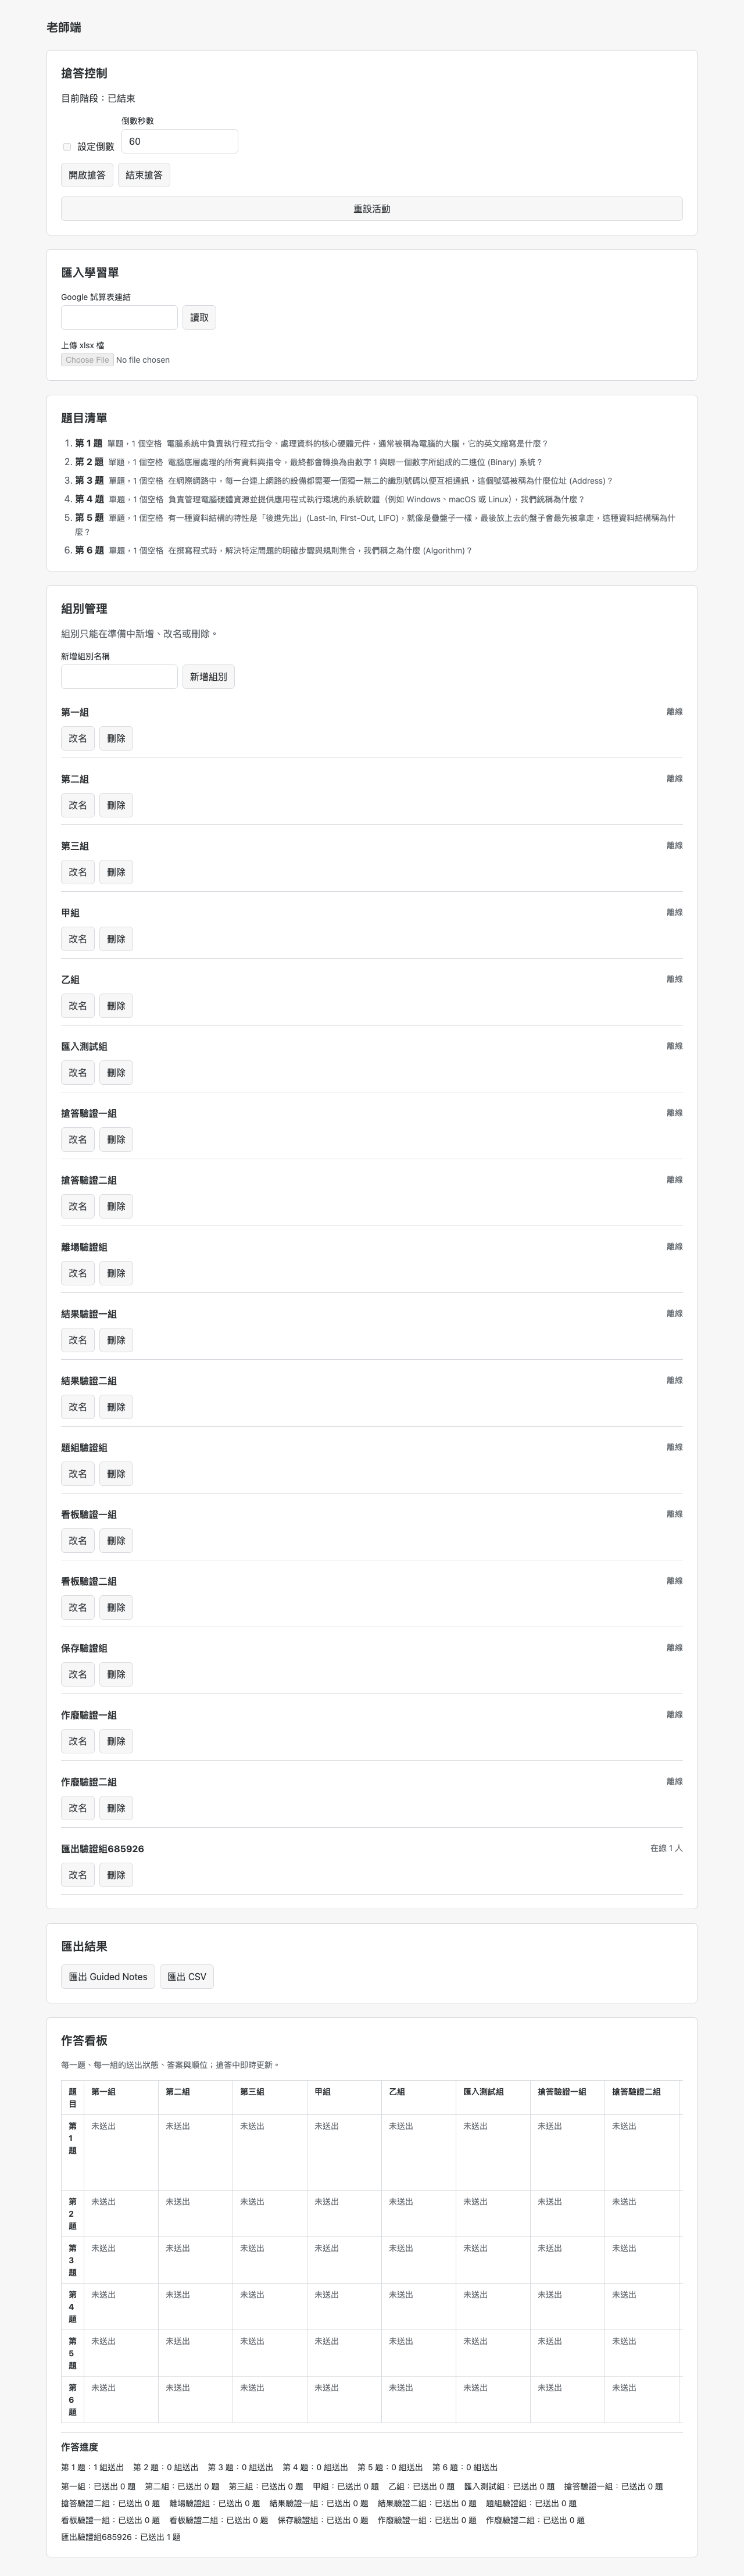 老師端
搶答控制
目前階段：已結束
倒數秒數
設定倒數
60
開啟搶答 結束搶答
重設活動
匯入學習單
Google 試算表連結
讀取
上傳 xlsx 檔
Choose File No file chosen
題目清單
1. 第 1 題 單題，1 個空格 電腦系統中負責執行程式指令、處理資料的核心硬體元件，通常被稱為電腦的大腦，它的英文縮寫是什麼？
2. 第 2 題 單題，1 個空格 電腦底層處理的所有資料與指令，最終都會轉換為由數字 1 與哪一個數字所組成的二進位 (Binary) 系統？
3. 第 3 題 單題，1 個空格 在網際網路中，每一台連上網路的設備都需要一個獨一無二的識別號碼以便互相通訊，這個號碼被稱為什麼位址 (Address)？
4. 第 4 題 單題，1 個空格 負責管理電腦硬體資源並提供應用程式執行環境的系統軟體（例如 Windows、macOS 或 Linux)，我們統稱為什麼？
5. 第 5 題 單題，1 個空格 有一種資料結構的特性是「後進先出」(Last-In, First-Out, LIFO)，就像是疊盤子一樣，最後放上去的盤子會最先被拿走，這種資料結構稱為什
麼？
6. 第 6 題 單題，1 個空格 在撰寫程式時，解決特定問題的明確步驟與規則集合，我們稱之為什麼 (Algorithm)？
組別管理
組別只能在準備中新增、改名或刪除。
新增組別名稱
新增組別
第一組 離線
改名 刪除
第二組 離線
改名 刪除
第三組 離線
改名 刪除
甲組 離線
改名 刪除
乙組 離線
改名 刪除
匯入測試組 離線
改名 刪除
搶答驗證一組 離線
改名 刪除
搶答驗證二組 離線
改名 刪除
離場驗證組 離線
改名 刪除
結果驗證一組 離線
改名 刪除
結果驗證二組 離線
改名 刪除
題組驗證組 離線
改名 刪除
看板驗證一組 離線
改名 刪除
看板驗證二組 離線
改名 刪除
保存驗證組 離線
改名 刪除
作廢驗證一組 離線
改名 刪除
作廢驗證二組 離線
改名 刪除
匯出驗證組685926 在線 1 人
改名 刪除
匯出結果
匯出 Guided Notes 匯出 CSV
作答看板
每一題、每一組的送出狀態、答案與順位；搶答中即時更新。
題目 第一組 第二組 第三組 甲組 乙組 匯入測試組 搶答驗證一組 搶答驗證二組
第 1 題 未送出 未送出 未送出 未送出 未送出 未送出 未送出 未送出
第 2 題 未送出 未送出 未送出 未送出 未送出 未送出 未送出 未送出
第 3 題 未送出 未送出 未送出 未送出 未送出 未送出 未送出 未送出
第 4 題 未送出 未送出 未送出 未送出 未送出 未送出 未送出 未送出
第 5 題 未送出 未送出 未送出 未送出 未送出 未送出 未送出 未送出
第 6 題 未送出 未送出 未送出 未送出 未送出 未送出 未送出 未送出
作答進度
第 1 題：1 組送出 第 2 題：0 組送出 第 3 題：0 組送出 第 4 題：0 組送出 第 5 題：0 組送出 第 6 題：0 組送出
第一組：已送出 0 題 第二組：已送出 0 題 第三組：已送出 0 題 甲組：已送出 0 題 乙組：已送出 0 題 匯入測試組：已送出 0 題 搶答驗證一組：已送出 0 題
搶答驗證二組：已送出 0 題 離場驗證組：已送出 0 題 結果驗證一組：已送出 0 題 結果驗證二組：已送出 0 題 題組驗證組：已送出 0 題
看板驗證一組：已送出 0 題 看板驗證二組：已送出 0 題 保存驗證組：已送出 0 題 作廢驗證一組：已送出 0 題 作廢驗證二組：已送出 0 題
匯出驗證組685926：已送出 1 題